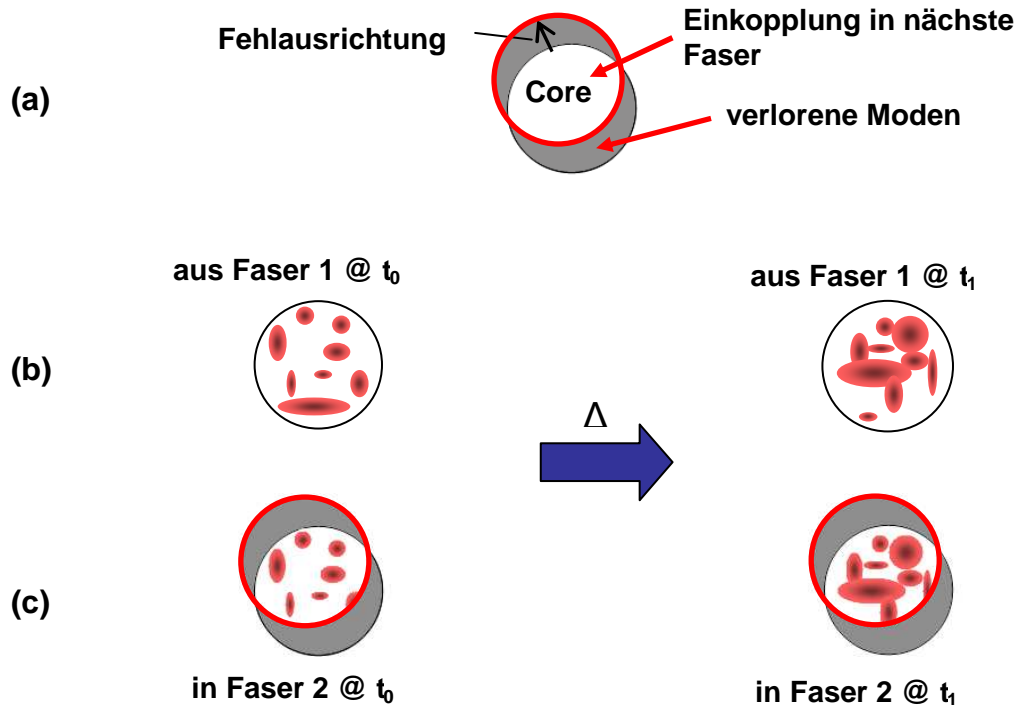 Fehlausrichtung
Einkopplung in nächste
Faser
(a)
Core
verlorene Moden
aus Faser 1 @ t₀
aus Faser 1 @ t₁
(b)
Δ
(c)
in Faser 2 @ t₀
in Faser 2 @ t₁